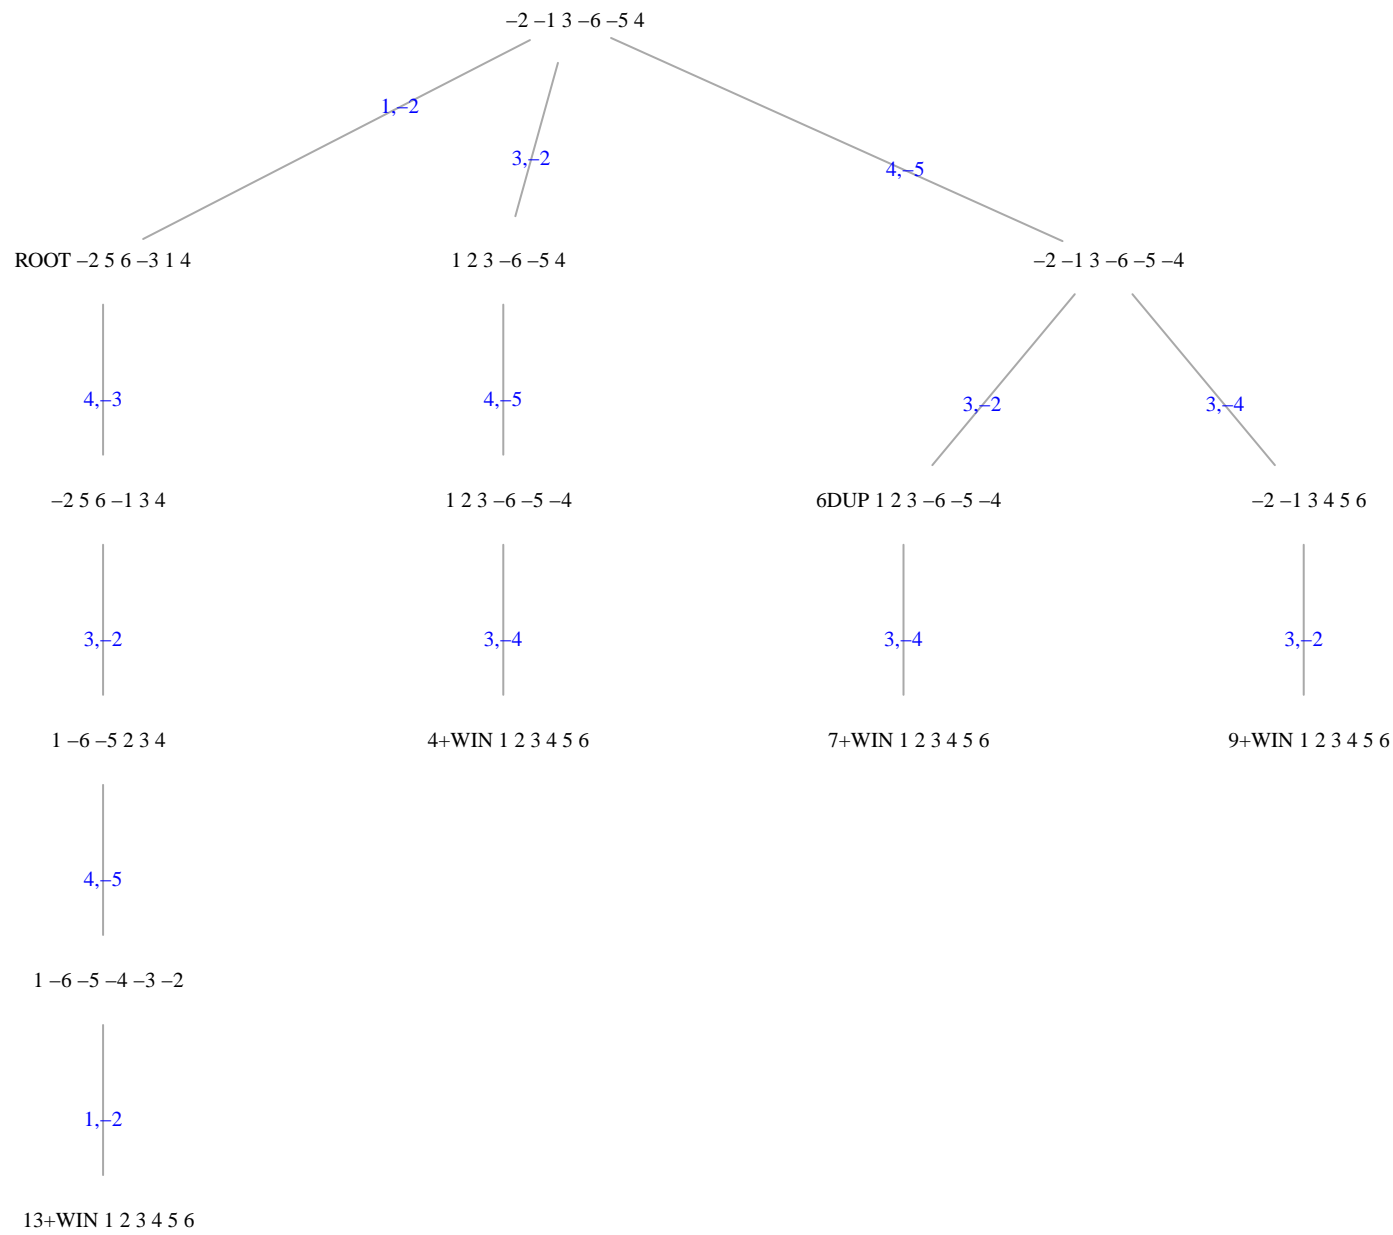 –2 –1 3 –6 –5 4
1,–2
3,–2
4,–5
ROOT –2 5 6 –3 1 4
1 2 3 –6 –5 4
–2 –1 3 –6 –5 –4
4,–3
4,–5
3,–2
3,–4
–2 5 6 –1 3 4
1 2 3 –6 –5 –4
6DUP 1 2 3 –6 –5 –4
–2 –1 3 4 5 6
3,–2
3,–4
3,–4
3,–2
1 –6 –5 2 3 4
4+WIN 1 2 3 4 5 6
7+WIN 1 2 3 4 5 6
9+WIN 1 2 3 4 5 6
4,–5
1 –6 –5 –4 –3 –2
1,–2
13+WIN 1 2 3 4 5 6